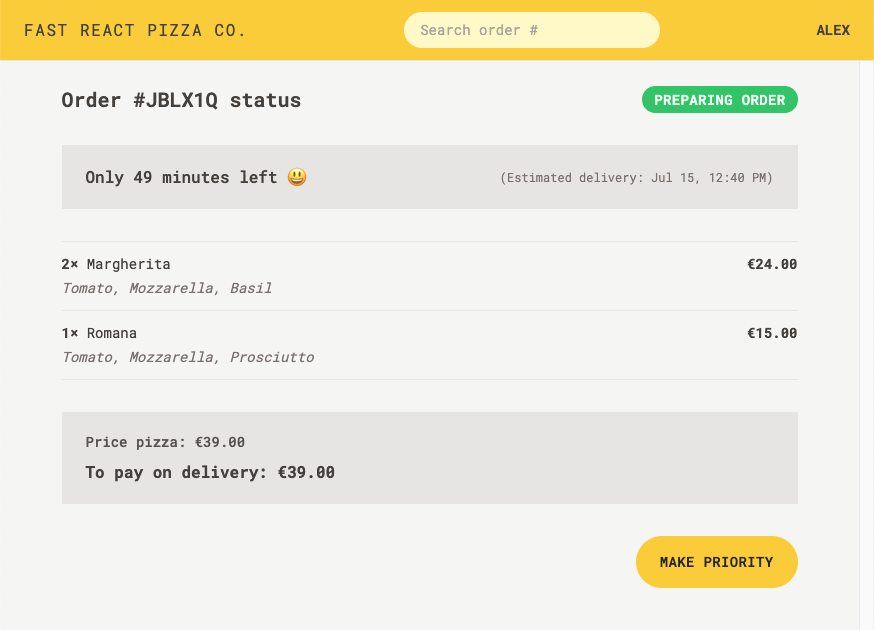 FAST REACT PIZZA CO.
Search order #
ALEX
Order #JBLX1Q status
PREPARING ORDER
Only 49 minutes left 😃
(Estimated delivery: Jul 15, 12:40 PM)
2× Margherita
€24.00
Tomato, Mozzarella, Basil
1× Romana
€15.00
Tomato, Mozzarella, Prosciutto
Price pizza: €39.00
To pay on delivery: €39.00
MAKE PRIORITY